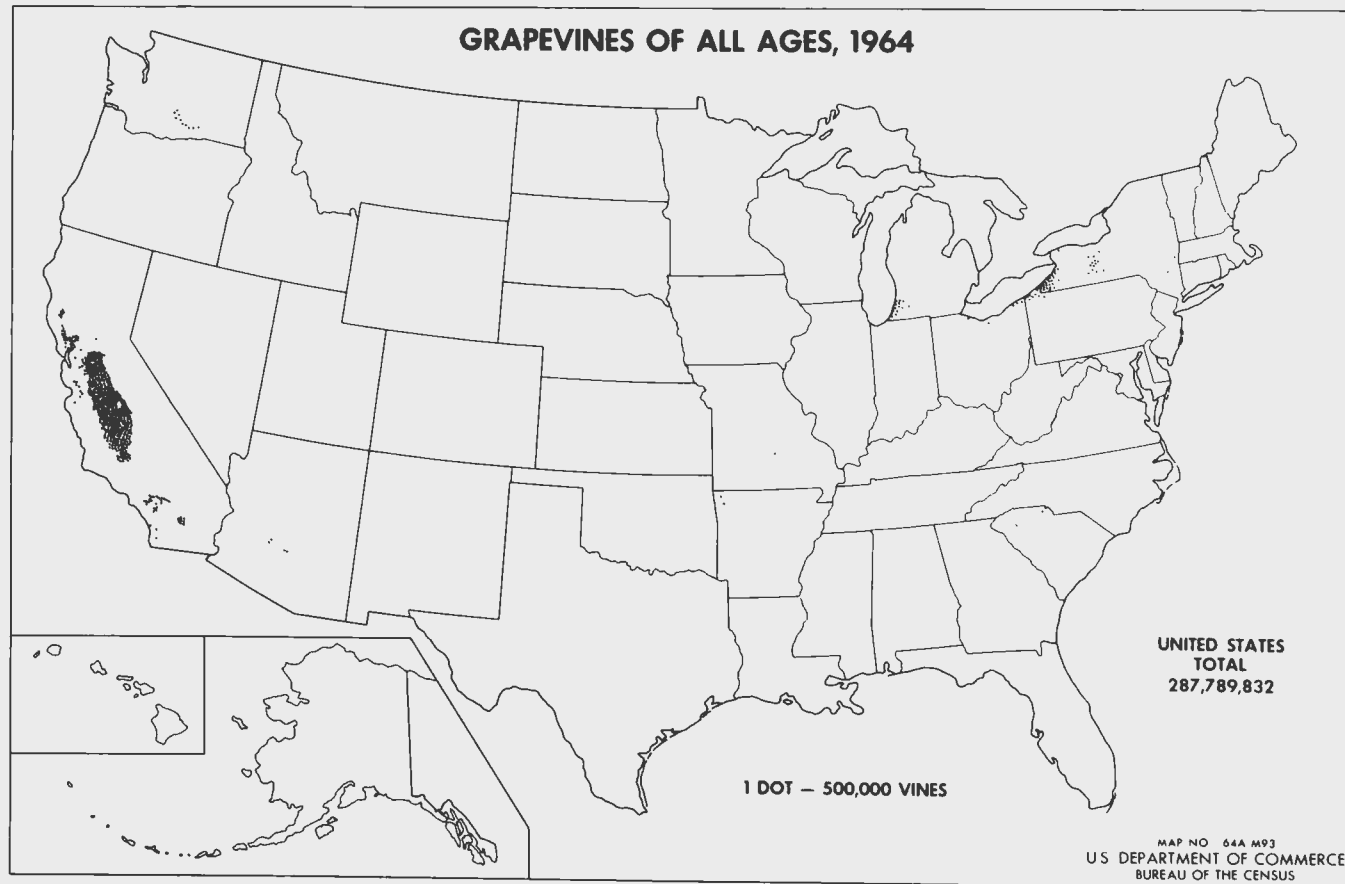 GRAPEVINES OF ALL AGES, 1964
UNITED STATES
TOTAL
287,789,832
1 DOT — 500,000 VINES
MAP NO 64A M93
U S DEPARTMENT OF COMMERCE
BUREAU OF THE CENSUS